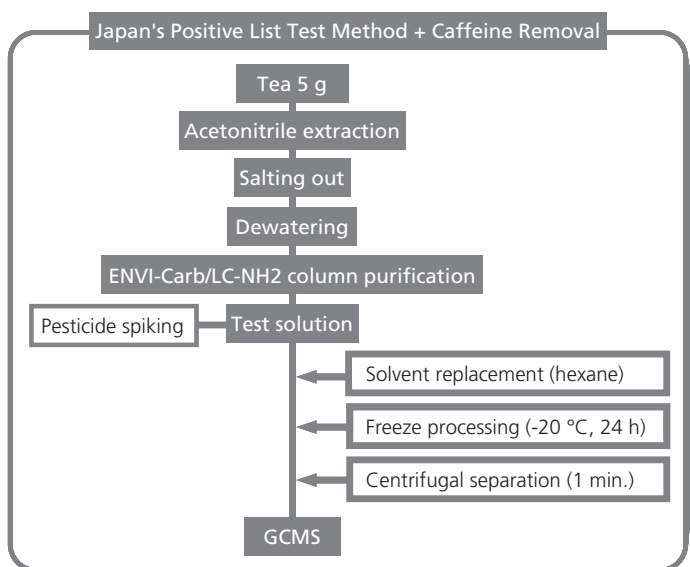 Japan's Positive List Test Method + Caffeine Removal
Tea 5 g
Acetonitrile extraction
Salting out
Dewatering
ENVI-Carb/LC-NH2 column purification
Pesticide spiking
Test solution
Solvent replacement (hexane)
Freeze processing (-20 °C, 24 h)
Centrifugal separation (1 min.)
GCMS